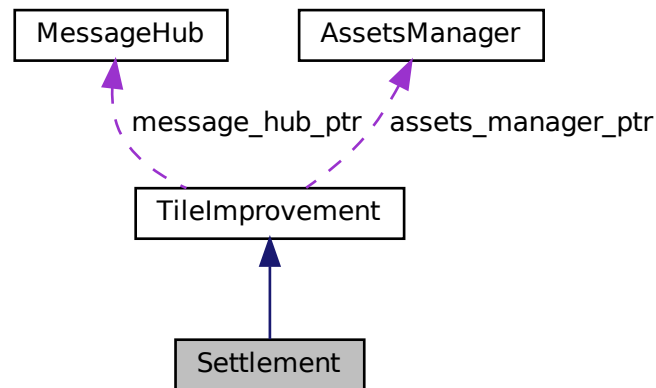 MessageHub
AssetsManager
message_hub_ptr
assets_manager_ptr
TileImprovement
Settlement